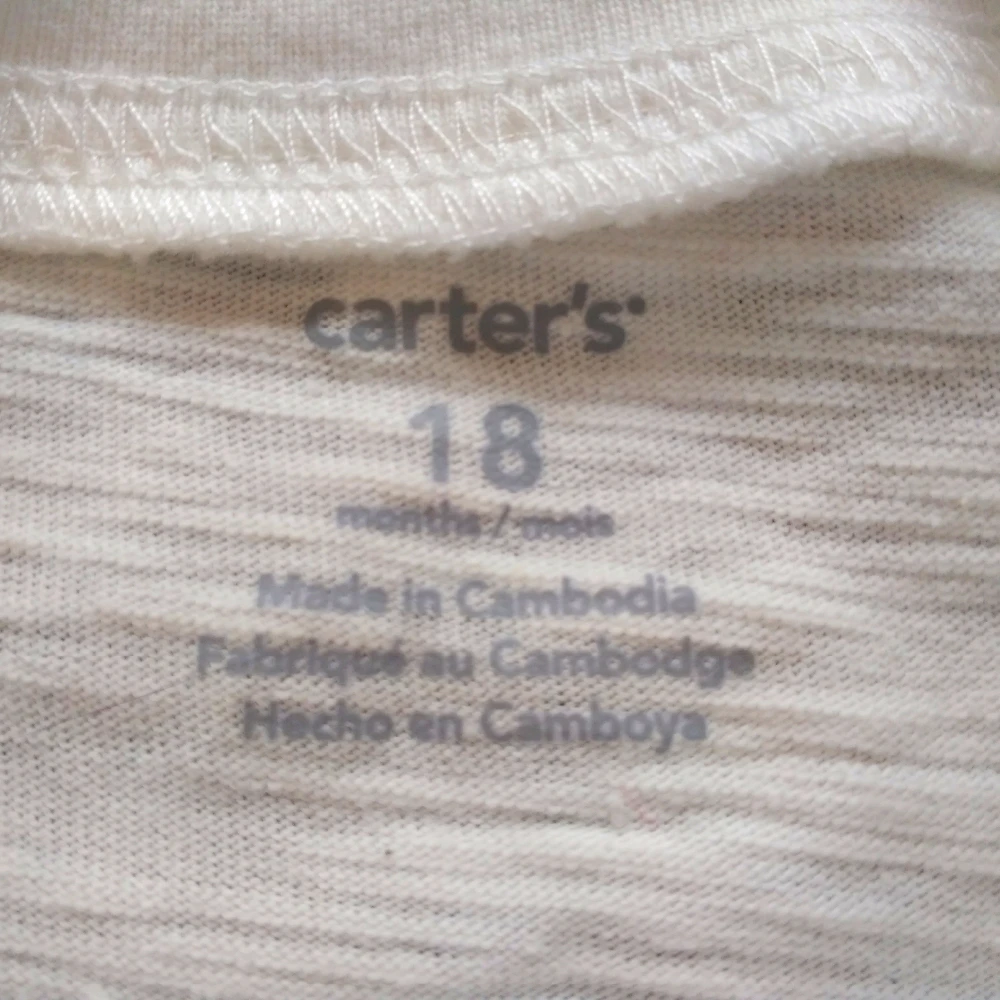 carter's
18
months / mois
Made in Cambodia
Fabriqué au Cambodge
Hecho en Camboya